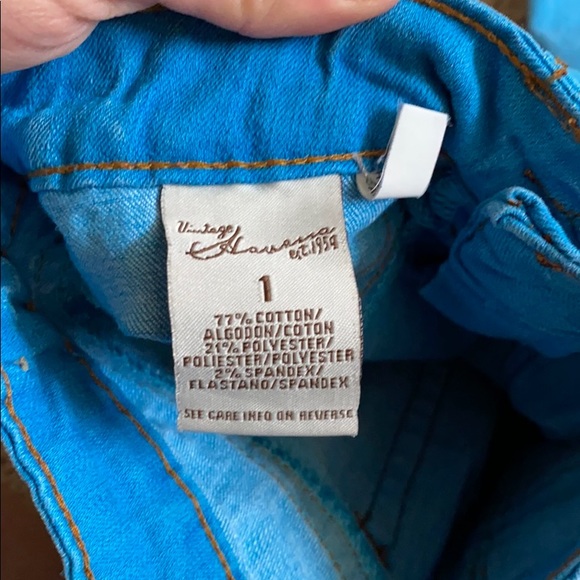 Vintage
Havana
est. 1954
1
77% COTTON/
ALGODON/COTON
21% POLYESTER/
POLIESTER/POLYESTER
2% SPANDEX/
ELASTANO/SPANDEX
SEE CARE INFO ON REVERSE